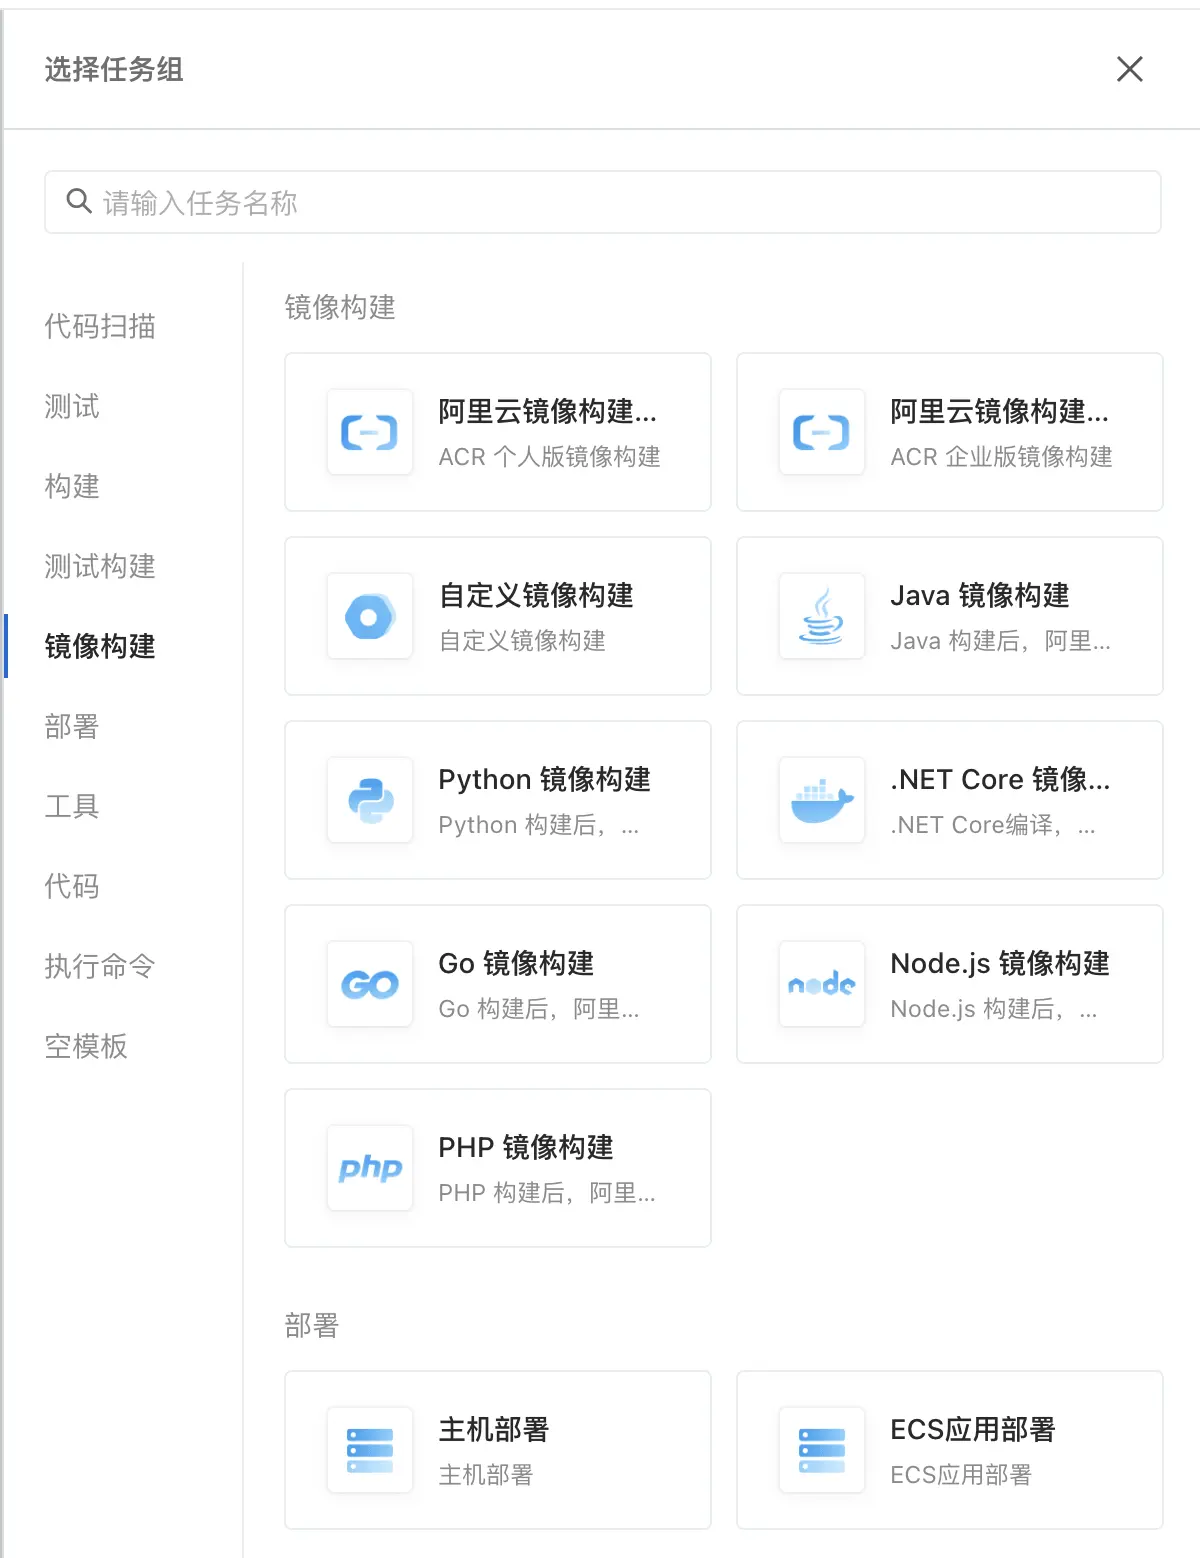 选择任务组
请输入任务名称
代码扫描
测试
构建
测试构建
镜像构建
部署
工具
代码
执行命令
空模板
镜像构建
阿里云镜像构建...
ACR 个人版镜像构建
阿里云镜像构建...
ACR 企业版镜像构建
自定义镜像构建
自定义镜像构建
Java 镜像构建
Java 构建后，阿里...
Python 镜像构建
Python 构建后，...
.NET Core 镜像...
.NET Core编译，...
GO
Go 镜像构建
Go 构建后，阿里...
node
Node.js 镜像构建
Node.js 构建后，...
php
PHP 镜像构建
PHP 构建后，阿里...
部署
主机部署
主机部署
ECS应用部署
ECS应用部署